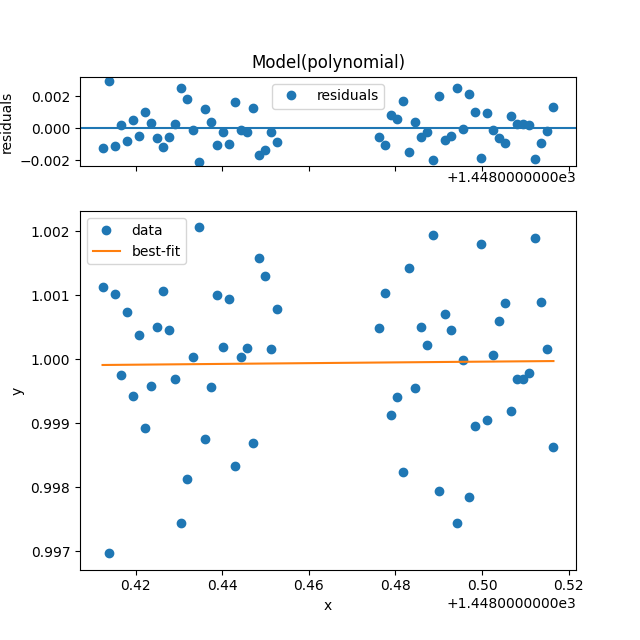 Model(polynomial)
residuals
0.002
0.000
−0.002
residuals
+1.4480000000e3
data
best-fit
1.002
1.001
1.000
0.999
0.998
0.997
y
0.42 0.44 0.46 0.48 0.50 0.52
x
+1.4480000000e3